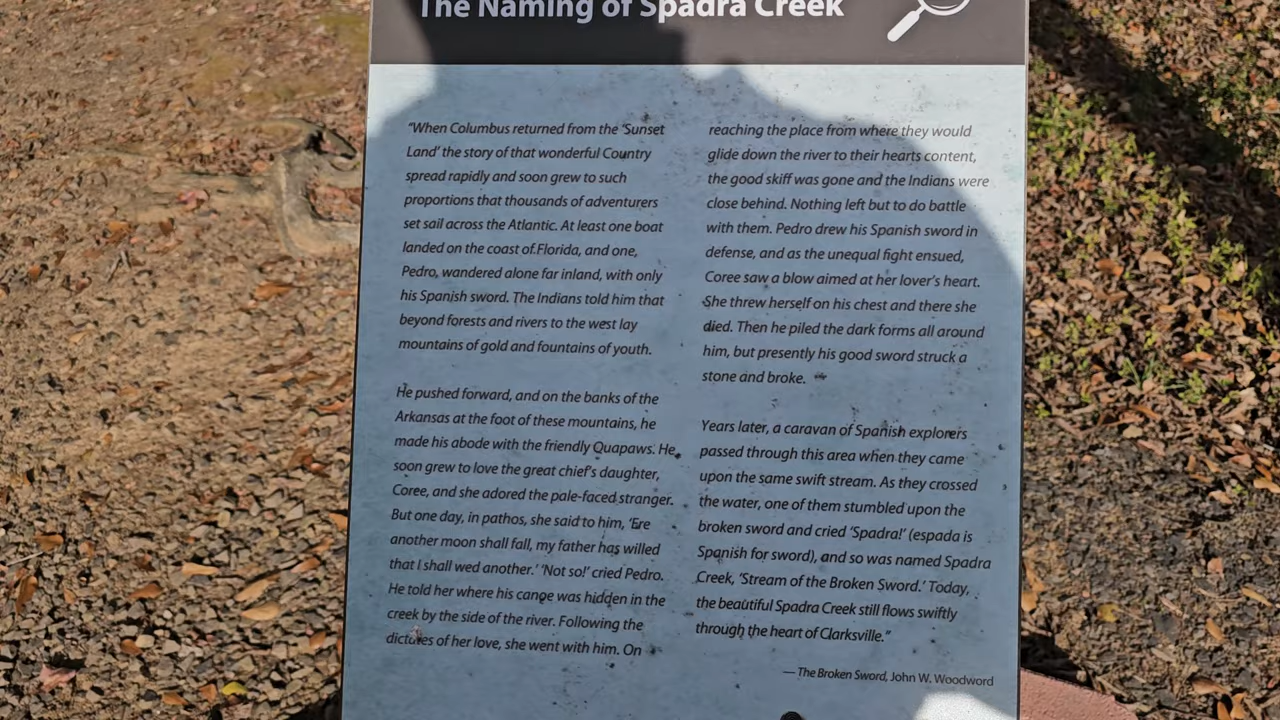 The Naming of Spadra Creek
“When Columbus returned from the ‘Sunset
Land’ the story of that wonderful Country
spread rapidly and soon grew to such
proportions that thousands of adventurers
set sail across the Atlantic. At least one boat
landed on the coast of Florida, and one,
Pedro, wandered alone far inland, with only
his Spanish sword. The Indians told him that
beyond forests and rivers to the west lay
mountains of gold and fountains of youth.
He pushed forward, and on the banks of the
Arkansas at the foot of these mountains, he
made his abode with the friendly Quapaws. He
soon grew to love the great chief’s daughter,
Coree, and she adored the pale-faced stranger.
But one day, in pathos, she said to him, ‘Ere
another moon shall fall, my father has willed
that I shall wed another.’ ‘Not so!’ cried Pedro.
He told her where his canoe was hidden in the
creek by the side of the river. Following the
dictates of her love, she went with him. On
reaching the place from where they would
glide down the river to their hearts content,
the good skiff was gone and the Indians were
close behind. Nothing left but to do battle
with them. Pedro drew his Spanish sword in
defense, and as the unequal fight ensued,
Coree saw a blow aimed at her lover’s heart.
She threw herself on his chest and there she
died. Then he piled the dark forms all around
him, but presently his good sword struck a
stone and broke.
Years later, a caravan of Spanish explorers
passed through this area when they came
upon the same swift stream. As they crossed
the water, one of them stumbled upon the
broken sword and cried ‘Spadra!’ (espada is
Spanish for sword), and so was named Spadra
Creek, ‘Stream of the Broken Sword.’ Today,
the beautiful Spadra Creek still flows swiftly
through the heart of Clarksville.”
— The Broken Sword, John W. Woodword